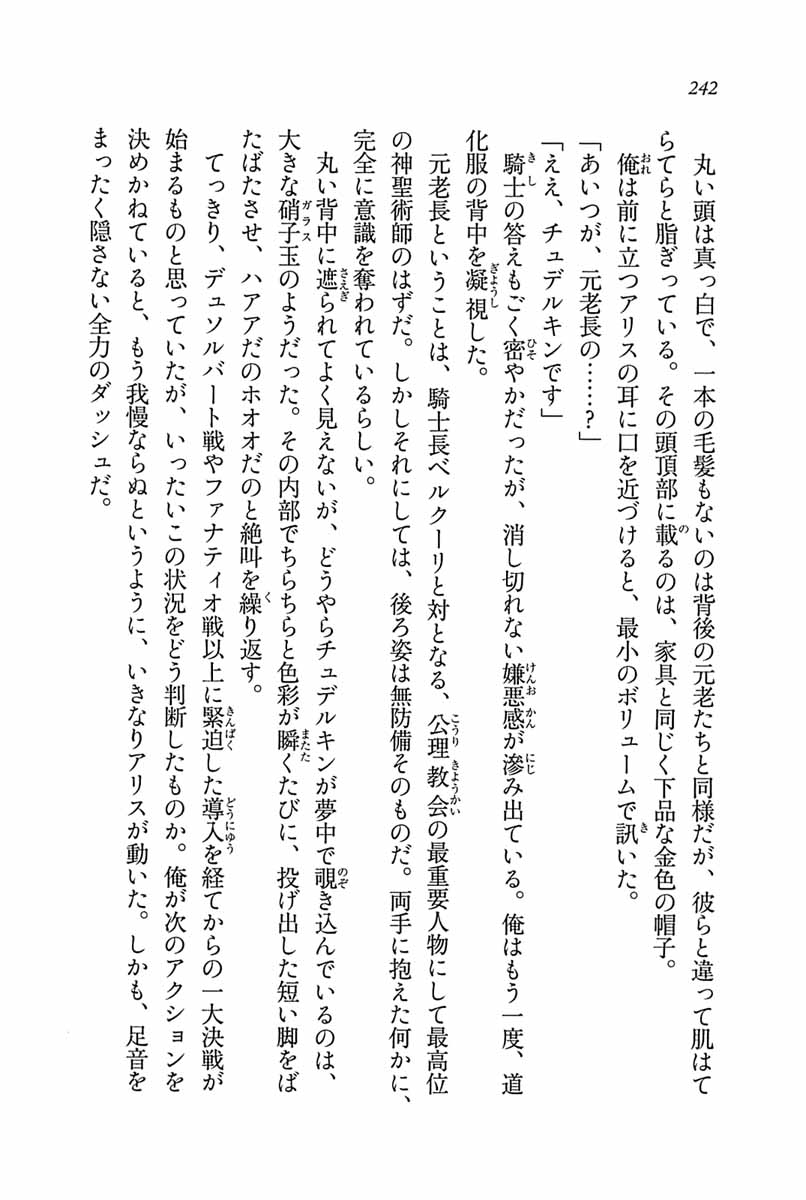 242
丸い頭は真っ白で、一本の毛髪もないのは背後の元老たちと同様だが、彼らと違って肌はて
らてらと脂ぎっている。その頭頂部に載るのは、家具と同じく下品な金色の帽子。
俺は前に立つアリスの耳に口を近づけると、最小のボリュームで訊いた。
「あいつが、元老長の……?」
「ええ、チュデルキンです」
騎士の答えもごく密やかだったが、消し切れない嫌悪感が滲み出ている。俺はもう一度、道
化服の背中を凝視した。
元老長ということは、騎士長ベルクーリと対となる、公理教会の最重要人物にして最高位
の神聖術師のはずだ。しかしそれにしては、後ろ姿は無防備そのものだ。両手に抱えた何かに、
完全に意識を奪われているらしい。
丸い背中に遮られてよく見えないが、どうやらチュデルキンが夢中で覗き込んでいるのは、
大きな硝子玉のようだった。その内部でちらちらと色彩が瞬くたびに、投げ出した短い脚をば
たばたさせ、ハアアだのホオオだのと絶叫を繰り返す。
てっきり、デュソルバート戦やファナティオ戦以上に緊迫した導入を経てからの一大決戦が
始まるものと思っていたが、いったいこの状況をどう判断したものか。俺が次のアクションを
決めかねていると、もう我慢ならぬというように、いきなりアリスが動いた。しかも、足音を
まったく隠さない全力のダッシュだ。